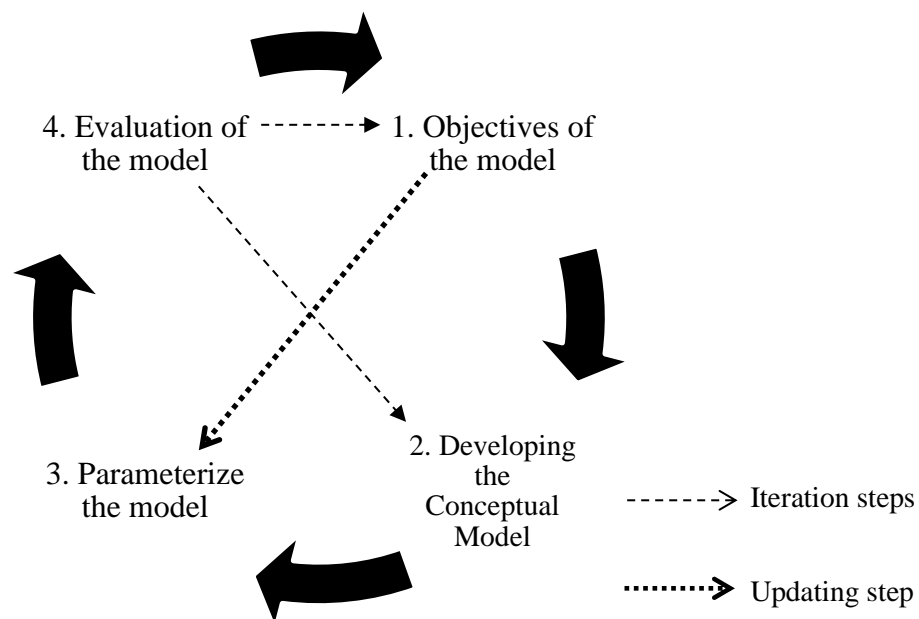 4. Evaluation of
the model
1. Objectives of
the model
3. Parameterize
the model
2. Developing
the
Conceptual
Model
Iteration steps
Updating step